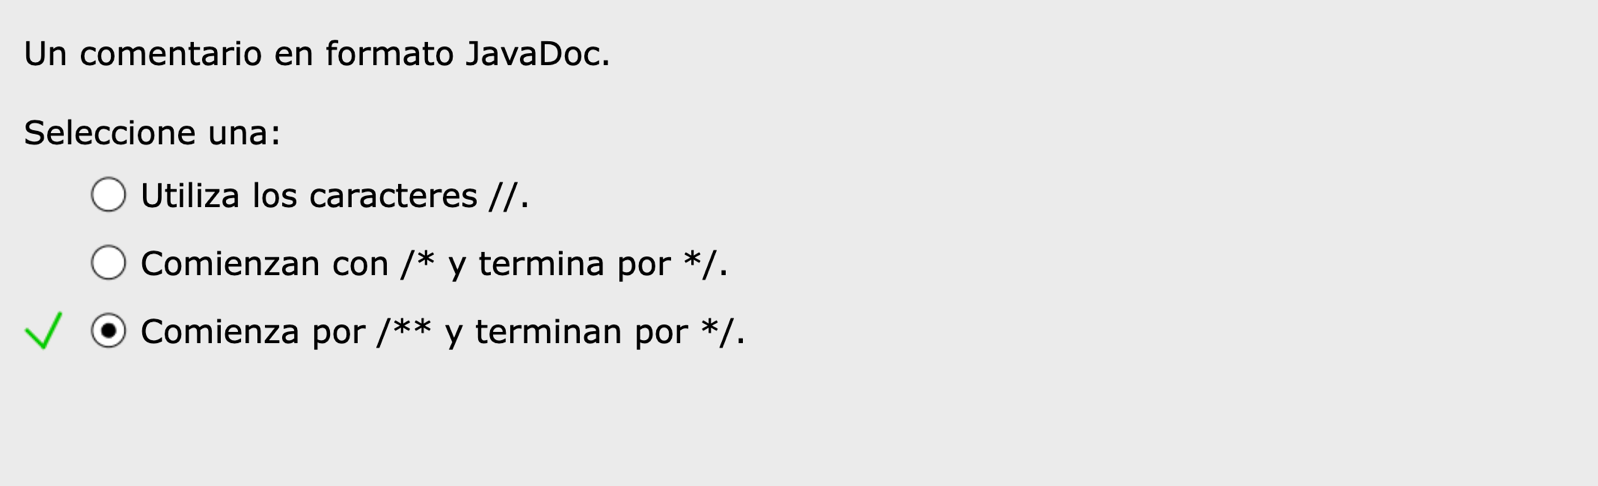 Un comentario en formato JavaDoc.
Seleccione una:
Utiliza los caracteres //.
Comienzan con /* y termina por */.
Comienza por /** y terminan por */.